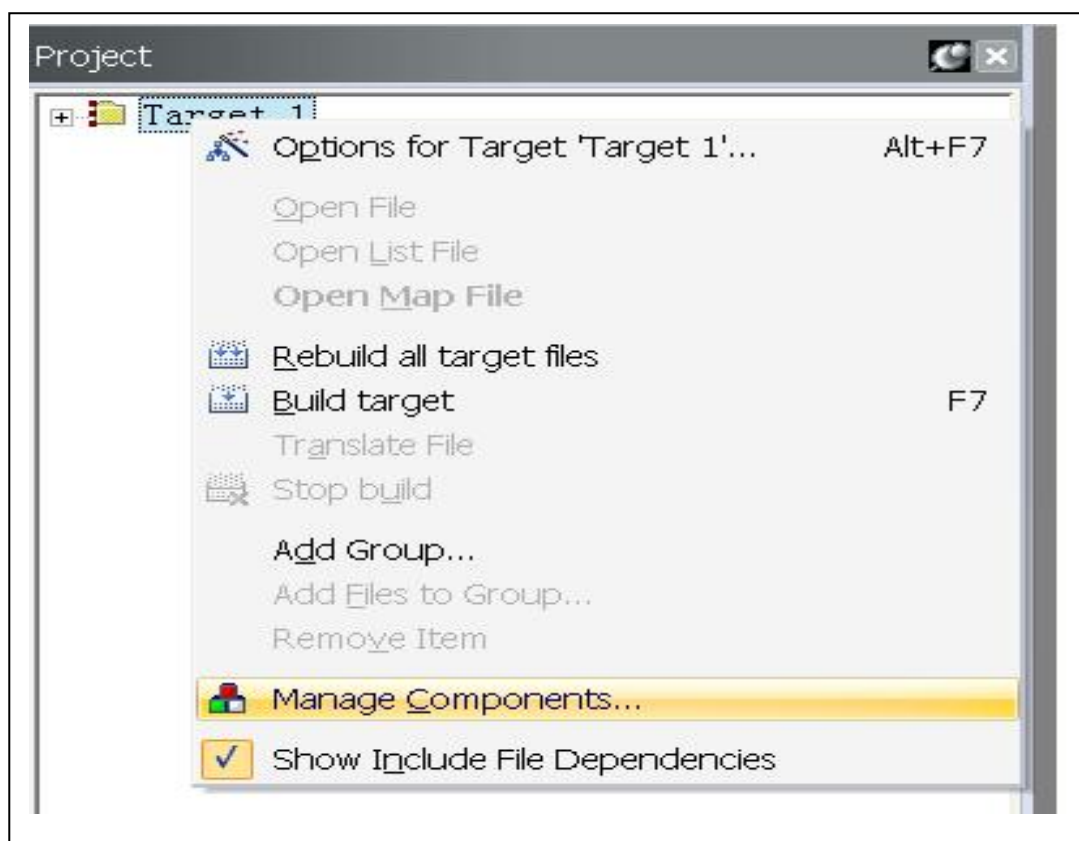 Project
Target 1
Options for Target 'Target 1'... Alt+F7
Open File
Open List File
Open Map File
Rebuild all target files
Build target F7
Translate File
Stop build
Add Group...
Add Files to Group...
Remove Item
Manage Components...
Show Include File Dependencies